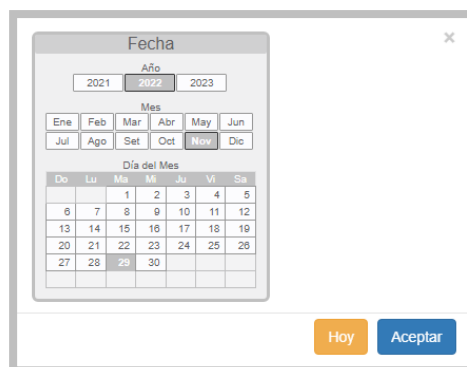 Fecha
×
Año
2021 2022 2023
Mes
Ene Feb Mar Abr May Jun
Jul Ago Set Oct Nov Dic
Día del Mes
Do Lu Ma Mi Ju Vi Sa
1 2 3 4 5
6 7 8 9 10 11 12
13 14 15 16 17 18 19
20 21 22 23 24 25 26
27 28 29 30
Hoy Aceptar